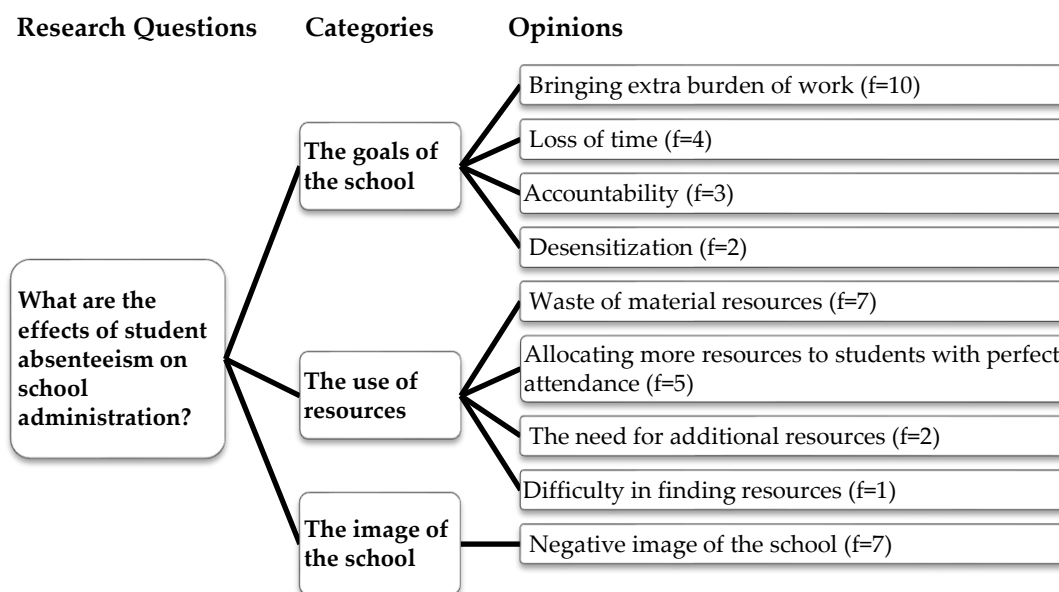 Research Questions Categories Opinions
What are the
effects of student
absenteeism on
school
administration?
The goals of
the school
Bringing extra burden of work (f=10)
Loss of time (f=4)
Accountability (f=3)
Desensitization (f=2)
The use of
resources
Waste of material resources (f=7)
Allocating more resources to students with perfect
attendance (f=5)
The need for additional resources (f=2)
Difficulty in finding resources (f=1)
The image of
the school
Negative image of the school (f=7)